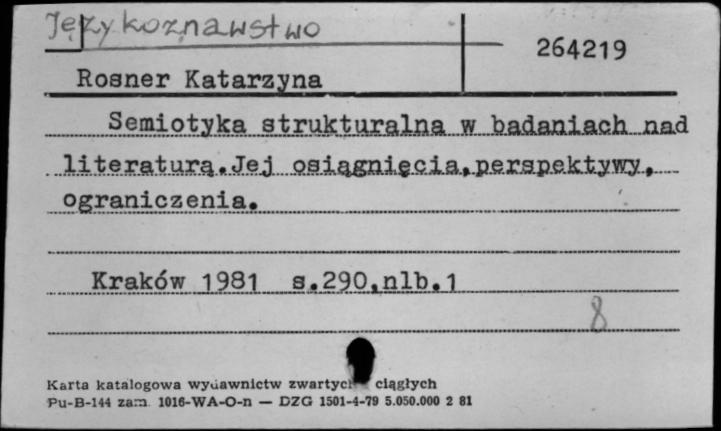 Językoznawstwo
264219
Rosner Katarzyna
Semiotyka strukturalna w badaniach nad
literaturą.Jej osiągnięcia,perspektywy,
ograniczenia.
Kraków 1981 s.290,nlb.1
8
Karta katalogowa wydawnictw zwartych ciągłych
Pu-B-144 zam. 1016-WA-O-n — DZG 1501-4-79 5.050.000 2 81